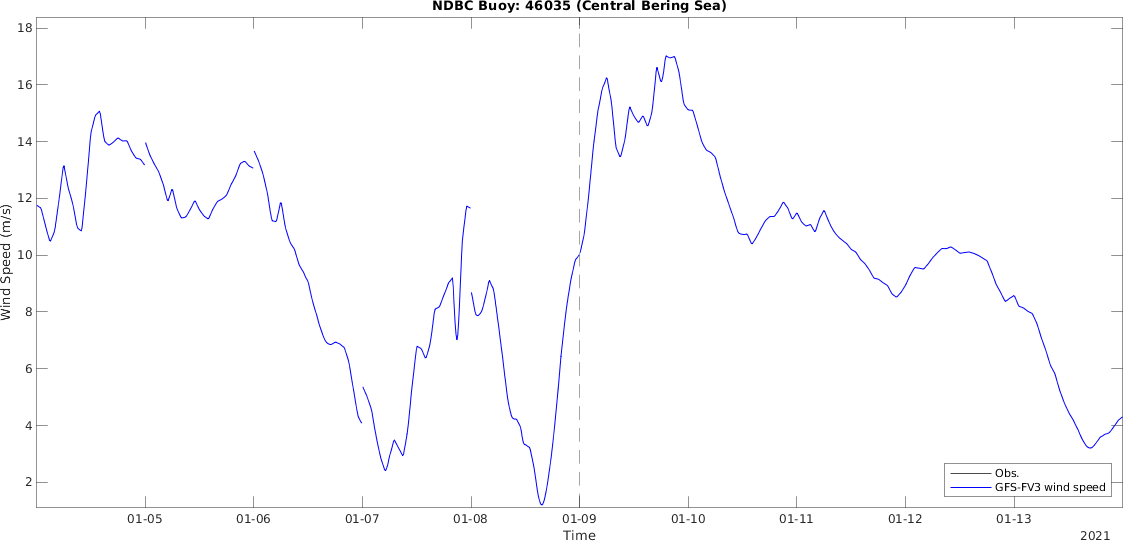 NDBC Buoy: 46035 (Central Bering Sea)
18
16
14
12
10
8
6
4
2
Wind Speed (m/s)
Obs.
GFS-FV3 wind speed
01-05 01-06 01-07 01-08 01-09 01-10 01-11 01-12 01-13
Time
2021